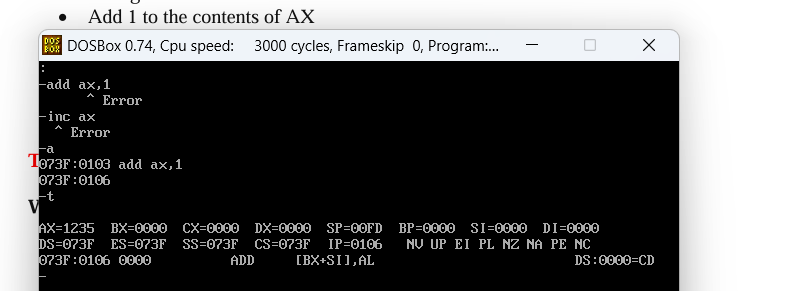 • Add 1 to the contents of AX
DOSBox 0.74, Cpu speed: 3000 cycles, Frameskip 0, Program:...
:
-add ax,1
^ Error
-inc ax
^ Error
-a
073F:0103 add ax,1
073F:0106
-t
AX=1235 BX=0000 CX=0000 DX=0000 SP=00FD BP=0000 SI=0000 DI=0000
DS=073F ES=073F SS=073F CS=073F IP=0106 NV UP EI PL NZ NA PE NC
073F:0106 0000 ADD [BX+SI],AL DS:0000=CD
-